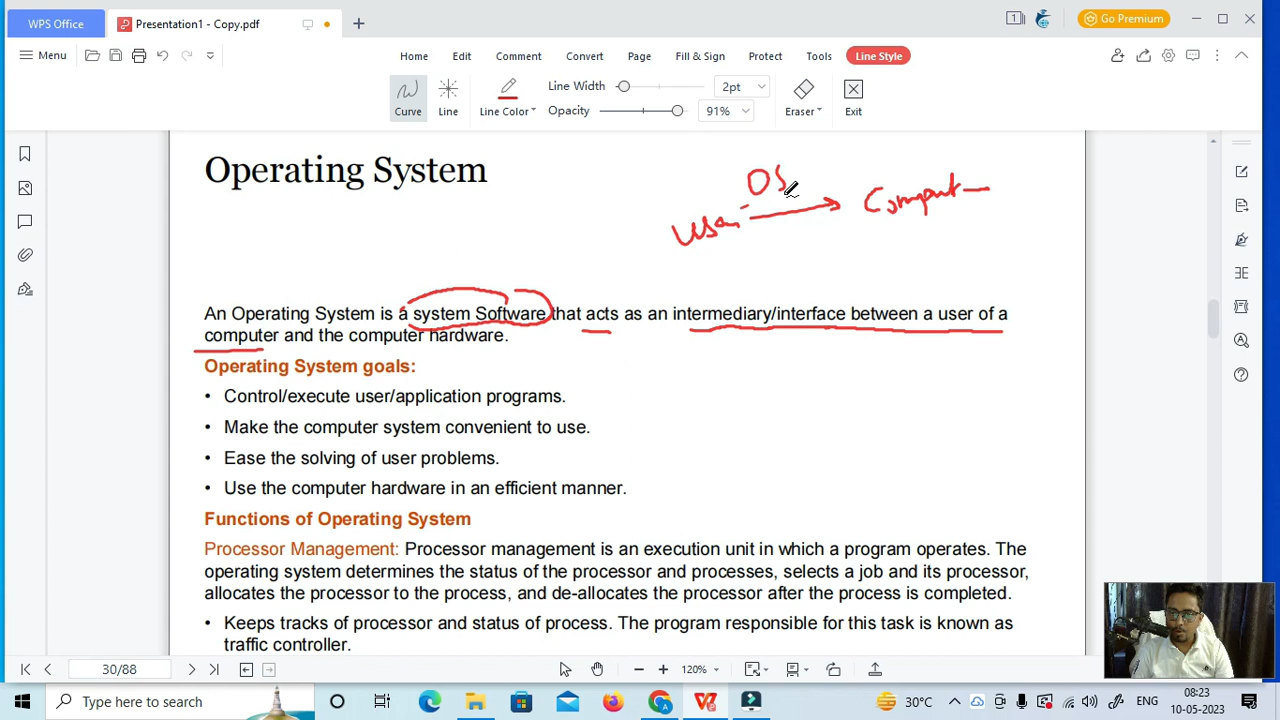 WPS Office
Presentation1 - Copy.pdf
1
Go Premium
Menu
Home Edit Comment Convert Page Fill & Sign Protect Tools Line Style
Curve
Line
Line Color
Line Width 2pt
Opacity 91%
Eraser
Exit
Operating System
OS
User
Comput
An Operating System is a system Software that acts as an intermediary/interface between a user of a
computer and the computer hardware.
Operating System goals:
• Control/execute user/application programs.
• Make the computer system convenient to use.
• Ease the solving of user problems.
• Use the computer hardware in an efficient manner.
Functions of Operating System
Processor Management: Processor management is an execution unit in which a program operates. The
operating system determines the status of the processor and processes, selects a job and its processor,
allocates the processor to the process, and de-allocates the processor after the process is completed.
• Keeps tracks of processor and status of process. The program responsible for this task is known as
traffic controller.
30/88
120%
Type here to search
30°C
ENG
08:23
10-05-2023